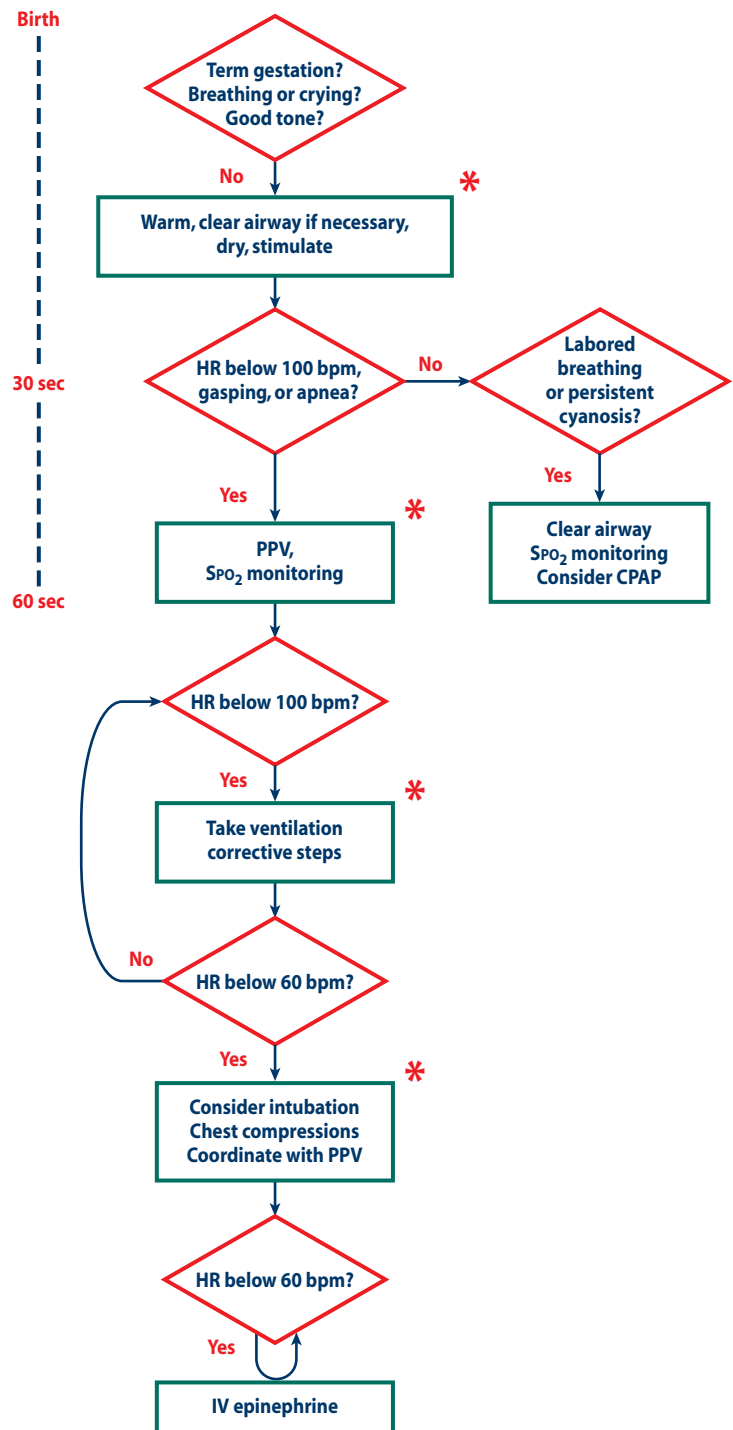 Birth
Term gestation?
Breathing or crying?
Good tone?
No
*
Warm, clear airway if necessary,
dry, stimulate
30 sec
HR below 100 bpm,
gasping, or apnea?
No
Labored
breathing
or persistent
cyanosis?
Yes
*
PPV,
SPO2 monitoring
Yes
Clear airway
SPO2 monitoring
Consider CPAP
60 sec
HR below 100 bpm?
Yes
*
Take ventilation
corrective steps
No
HR below 60 bpm?
Yes
*
Consider intubation
Chest compressions
Coordinate with PPV
HR below 60 bpm?
Yes
IV epinephrine